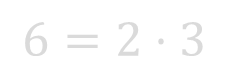 6 = 2 · 3